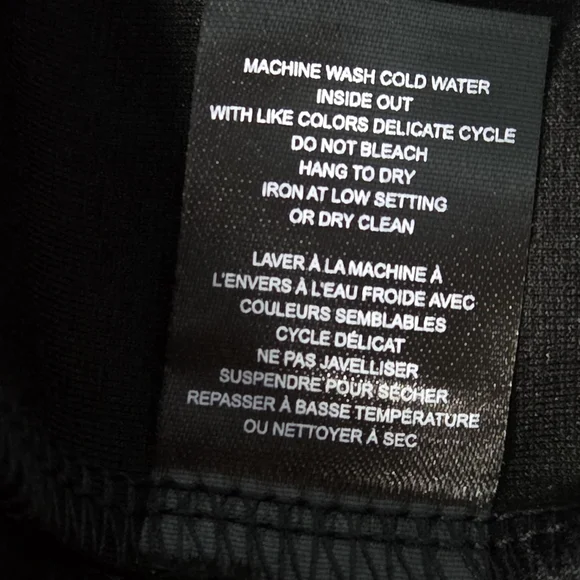 MACHINE WASH COLD WATER
INSIDE OUT
WITH LIKE COLORS DELICATE CYCLE
DO NOT BLEACH
HANG TO DRY
IRON AT LOW SETTING
OR DRY CLEAN
LAVER À LA MACHINE À
L'ENVERS À L'EAU FROIDE AVEC
COULEURS SEMBLABLES
CYCLE DÉLICAT
NE PAS JAVELLISER
SUSPENDRE POUR SÉCHER
REPASSER À BASSE TEMPÉRATURE
OU NETTOYER À SEC